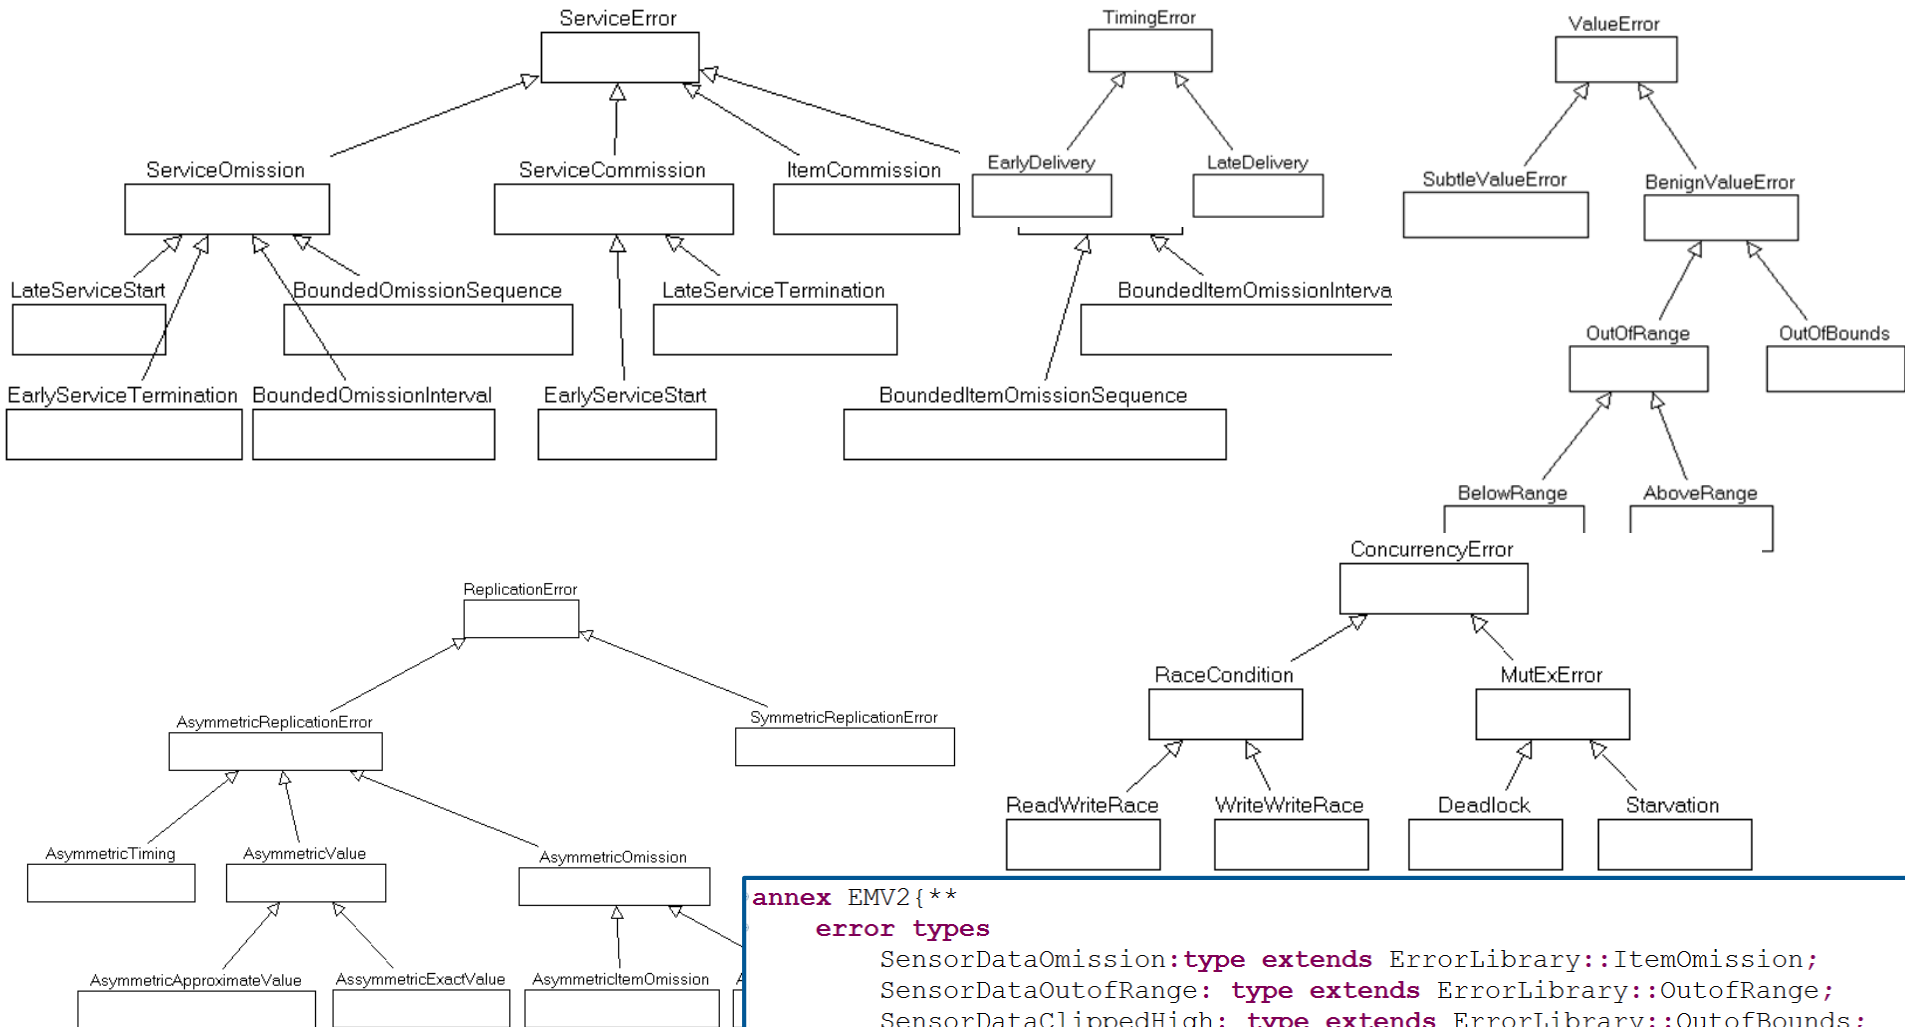 ServiceError
TimingError
ValueError
ServiceOmission
ServiceCommission
ItemCommission
EarlyDelivery
LateDelivery
SubtleValueError
BenignValueError
LateServiceStart
BoundedOmissionSequence
LateServiceTermination
BoundedItemOmissionInterva
OutOfRange
OutOfBounds
EarlyServiceTermination
BoundedOmissionInterval
EarlyServiceStart
BoundedItemOmissionSequence
BelowRange
AboveRange
ConcurrencyError
ReplicationError
RaceCondition
MutExError
AsymmetricReplicationError
SymmetricReplicationError
ReadWriteRace
WriteWriteRace
Deadlock
Starvation
AsymmetricTiming
AsymmetricValue
AsymmetricOmission
AsymmetricApproximateValue
AssymmetricExactValue
AsymmetricItemOmission
annex EMV2{**
error types
SensorDataOmission:type extends ErrorLibrary::ItemOmission;
SensorDataOutofRange: type extends ErrorLibrary::OutofRange;
SensorDataClippedHigh: type extends ErrorLibrary::OutofBounds;